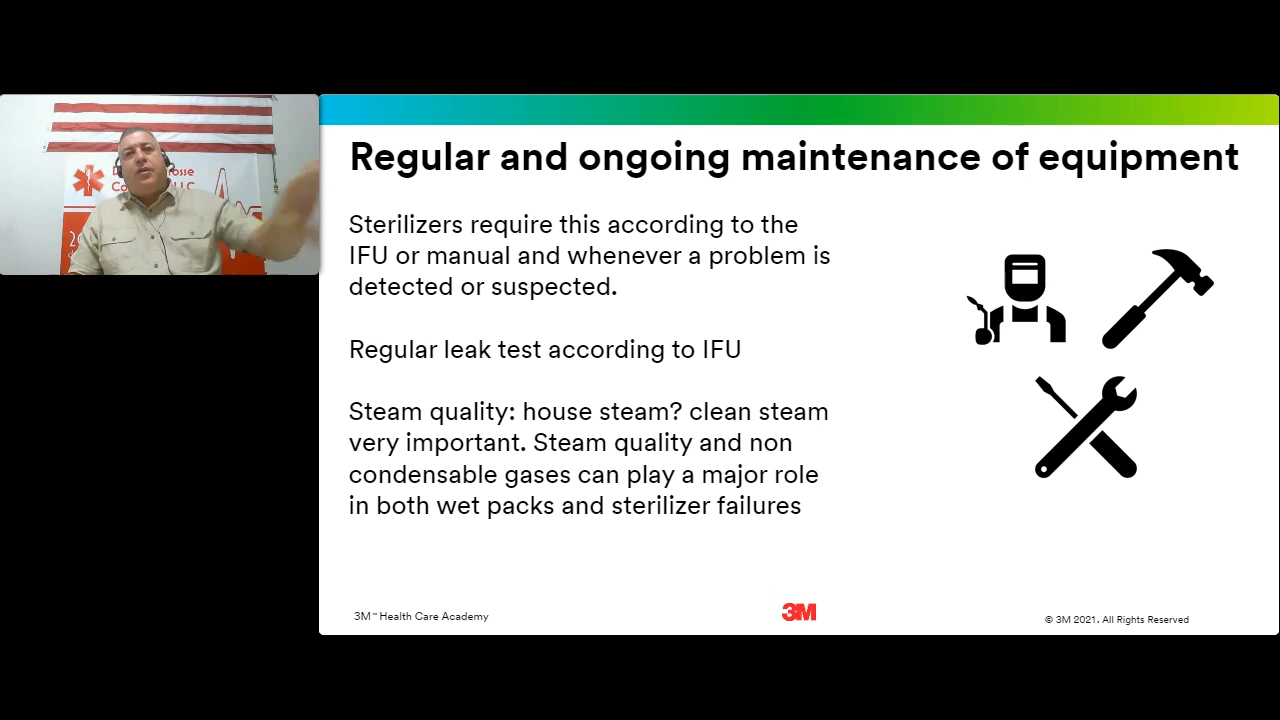 Regular and ongoing maintenance of equipment
Sterilizers require this according to the
IFU or manual and whenever a problem is
detected or suspected.
Regular leak test according to IFU
Steam quality: house steam? clean steam
very important. Steam quality and non
condensable gases can play a major role
in both wet packs and sterilizer failures
3M™ Health Care Academy
3M
© 3M 2021. All Rights Reserved